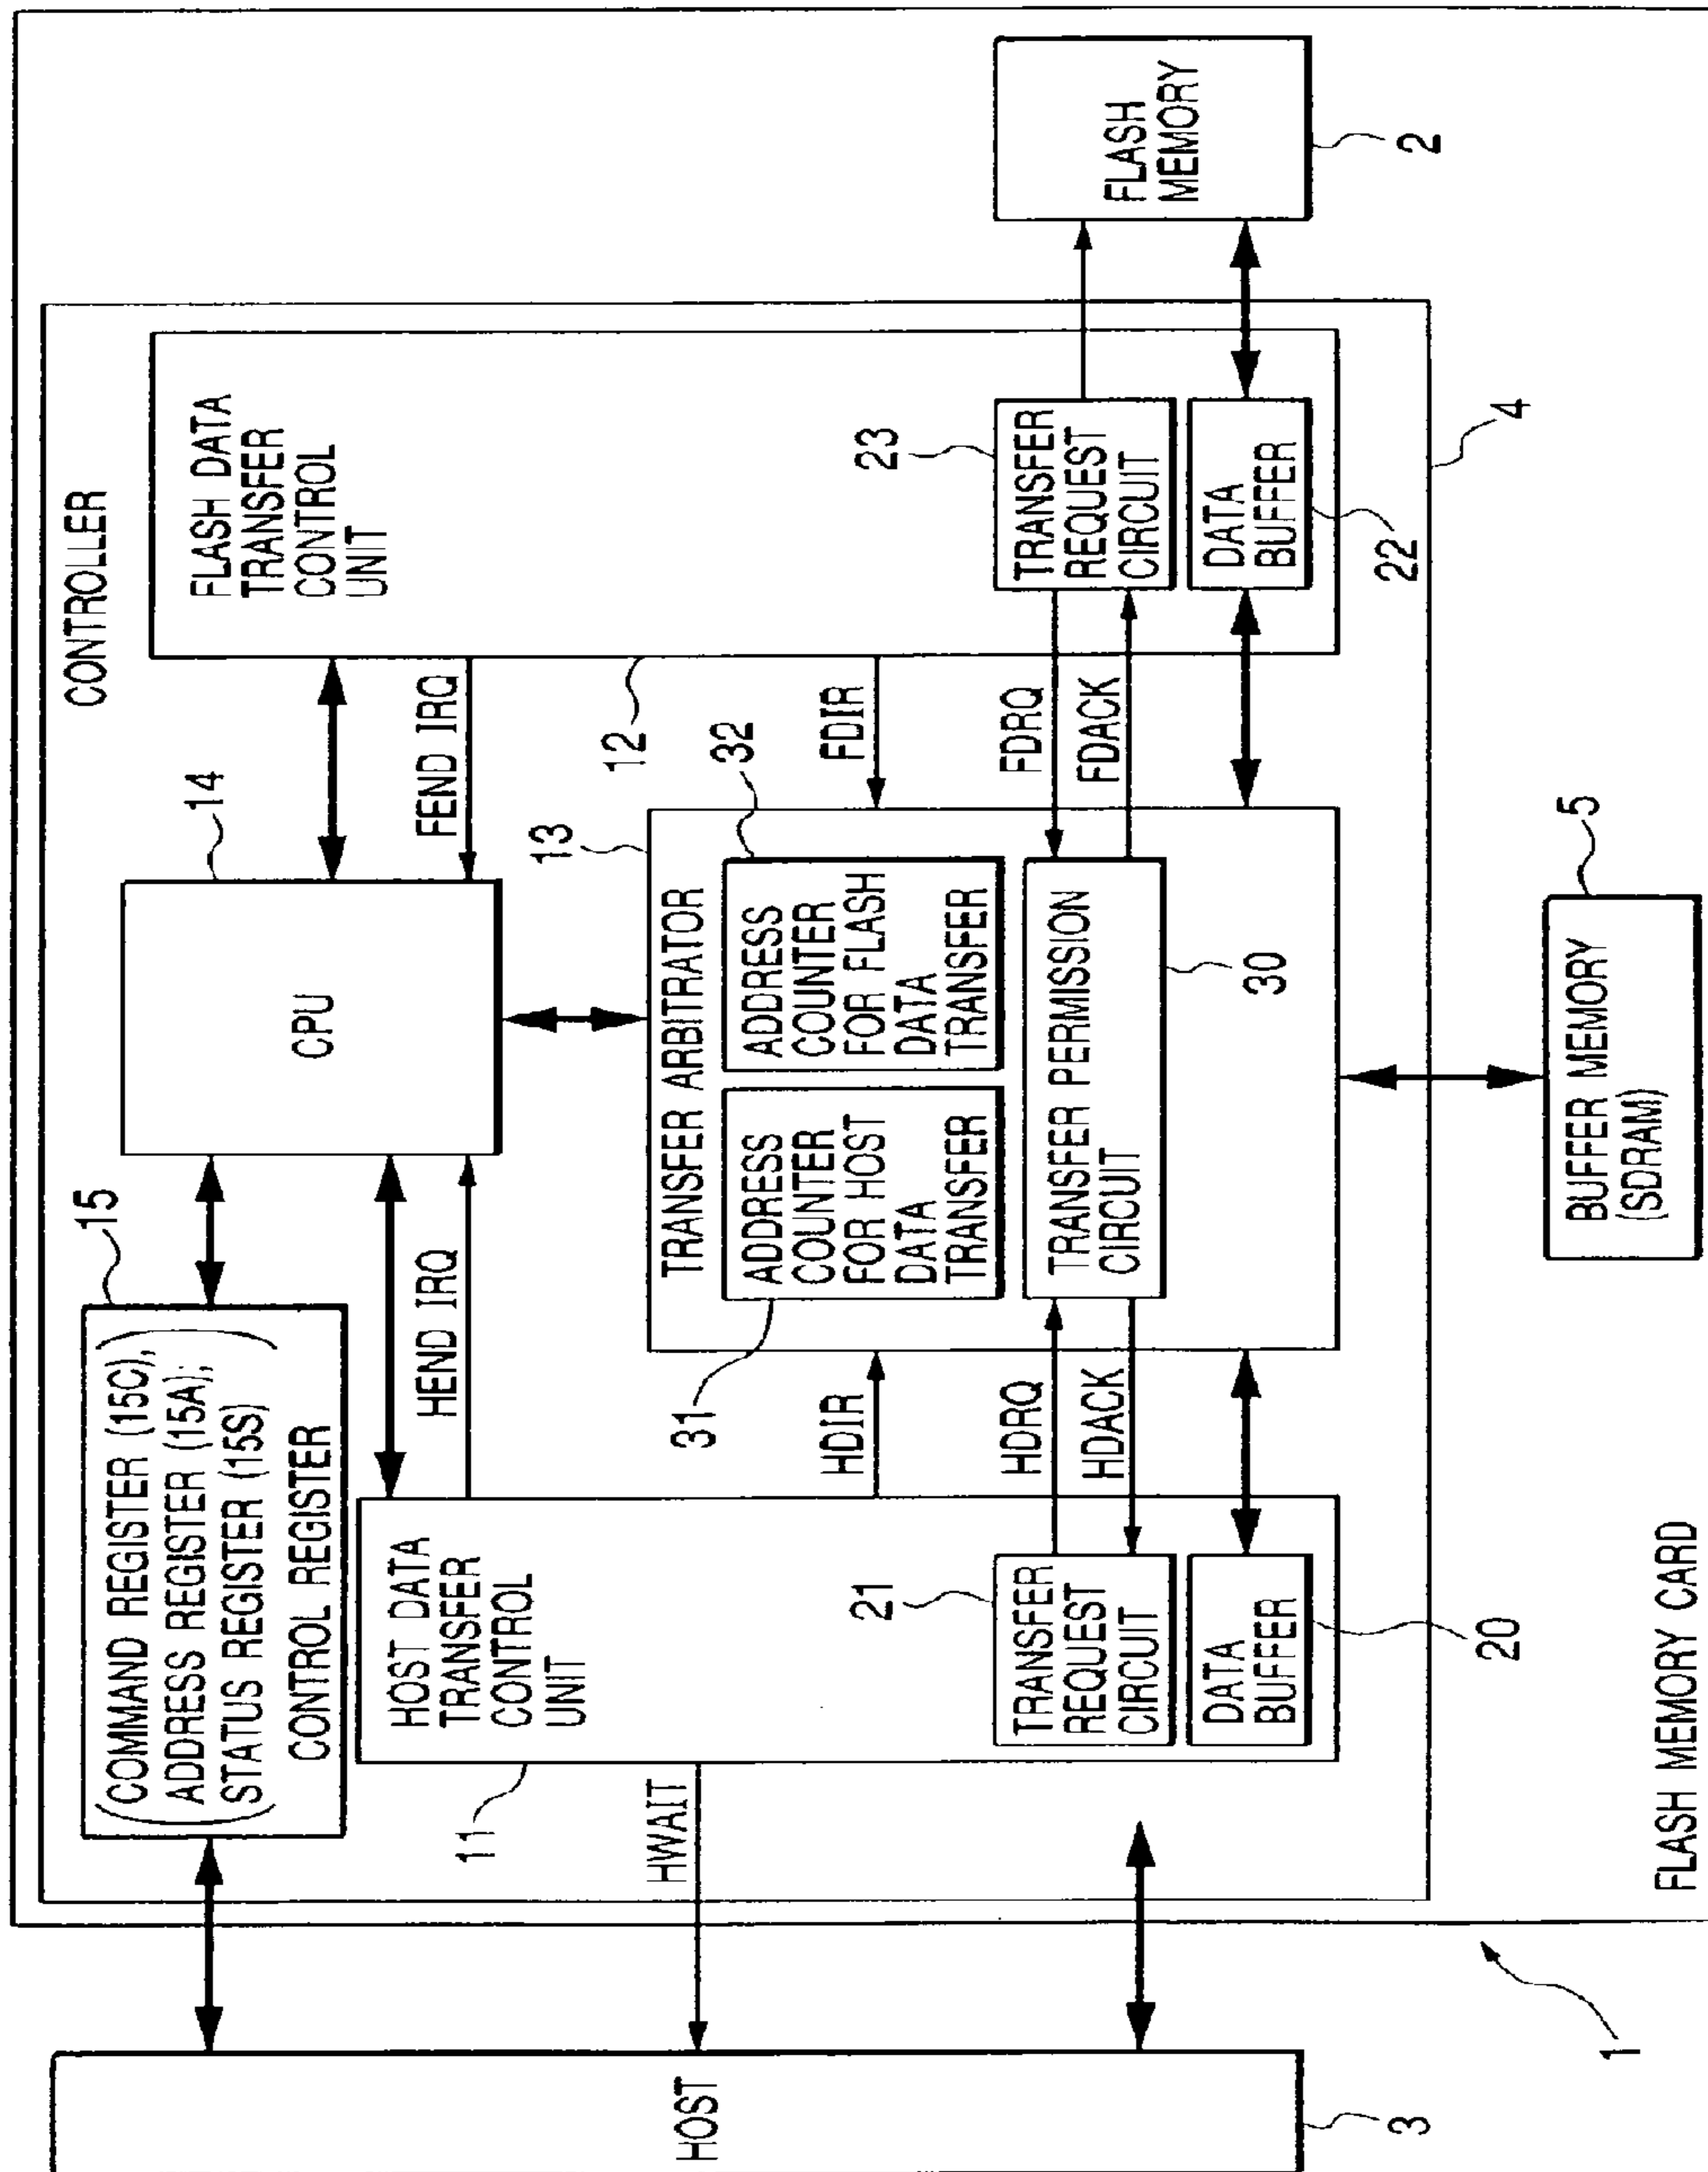 CONTROLLER
(COMMAND REGISTER (15C),
ADDRESS REGISTER (15A);
STATUS REGISTER (15S))
CONTROL REGISTER
15
CPU
14
FLASH DATA
TRANSFER
CONTROL
UNIT
HOST DATA
TRANSFER
CONTROL
UNIT
HEND IRQ
FEND IRQ
11
12
13
HOST
HWAIT
TRANSFER ARBITRATOR
31
ADDRESS
COUNTER
FOR HOST
DATA
TRANSFER
32
ADDRESS
COUNTER
FOR FLASH
DATA
TRANSFER
HDIR
FDIR
21
TRANSFER
REQUEST
CIRCUIT
HDRQ
HDACK
TRANSFER PERMISSION
CIRCUIT
30
FDRQ
FDACK
23
TRANSFER
REQUEST
CIRCUIT
FLASH
MEMORY
2
DATA
BUFFER
20
DATA
BUFFER
22
4
3
1
BUFFER MEMORY
(SDRAM)
5
FLASH MEMORY CARD